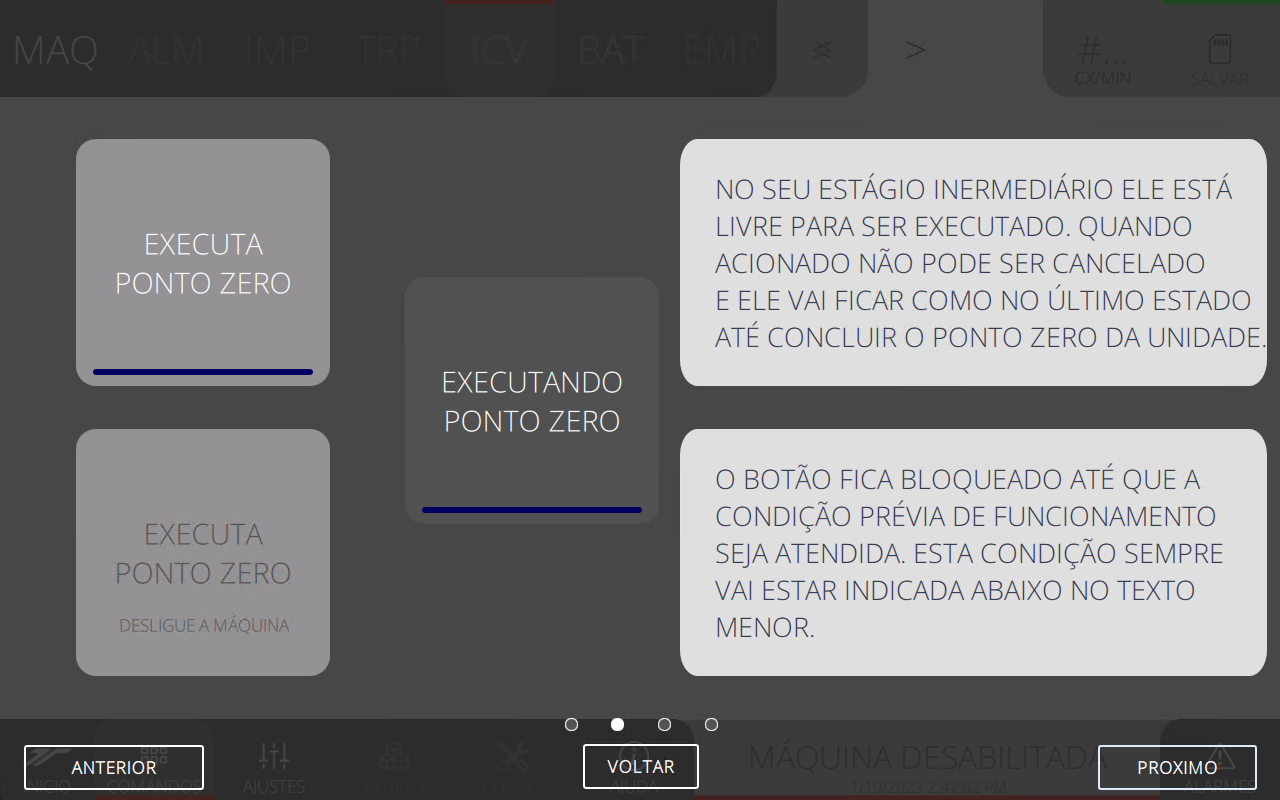 MAQ ALM IMP TRP ICV BAT EMP < > #...
CX/MIN SALVAR
EXECUTA
PONTO ZERO
EXECUTANDO
PONTO ZERO
NO SEU ESTÁGIO INERMEDIÁRIO ELE ESTÁ
LIVRE PARA SER EXECUTADO. QUANDO
ACIONADO NÃO PODE SER CANCELADO
E ELE VAI FICAR COMO NO ÚLTIMO ESTADO
ATÉ CONCLUIR O PONTO ZERO DA UNIDADE.
EXECUTA
PONTO ZERO
DESLIGUE A MÁQUINA
O BOTÃO FICA BLOQUEADO ATÉ QUE A
CONDIÇÃO PRÉVIA DE FUNCIONAMENTO
SEJA ATENDIDA. ESTA CONDIÇÃO SEMPRE
VAI ESTAR INDICADA ABAIXO NO TEXTO
MENOR.
MÁQUINA DESABILITADA
ANTERIOR VOLTAR PROXIMO
INICIO COMANDOS AJUSTES PEDIDO CONFIG AJUDA 1/19/2023 2:47:02 PM ALARMES